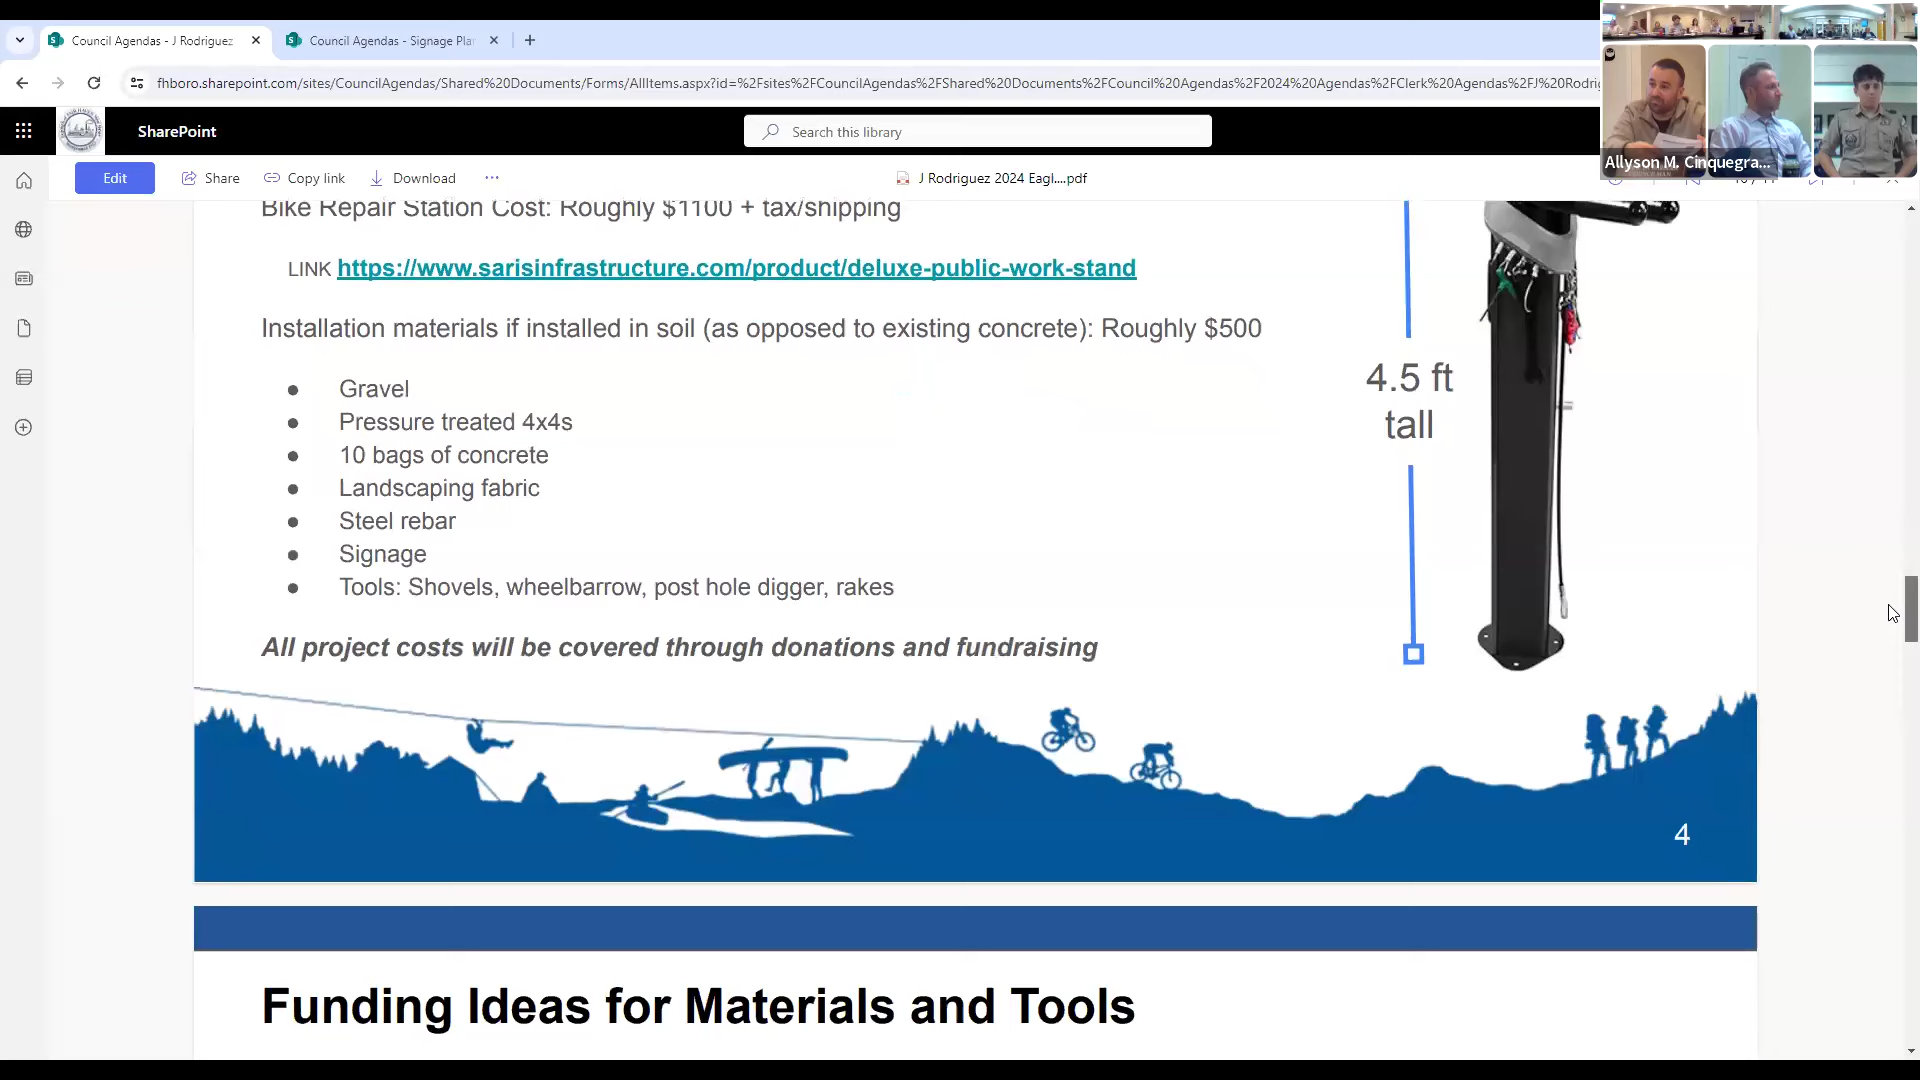 Council Agendas - J Rodriguez
Council Agendas - Signage Pla
fhboro.sharepoint.com/sites/CouncilAgendas/Shared%20Documents/Forms/AllItems.aspx?id=%2Fsites%2FCouncilAgendas%2FShared%20Documents%2FCouncil%20Agendas%2F2024%20Agendas%2FClerk%20Agendas%2FJ%20Rodri
SharePoint
Search this library
Allyson M. Cinquegra...
Edit
Share
Copy link
Download
J Rodriguez 2024 Eagl....pdf
Bike Repair Station Cost: Roughly $1100 + tax/shipping
LINK https://www.sarisinfrastructure.com/product/deluxe-public-work-stand
Installation materials if installed in soil (as opposed to existing concrete): Roughly $500
● Gravel
● Pressure treated 4x4s
● 10 bags of concrete
● Landscaping fabric
● Steel rebar
● Signage
● Tools: Shovels, wheelbarrow, post hole digger, rakes
4.5 ft
tall
All project costs will be covered through donations and fundraising
4
Funding Ideas for Materials and Tools